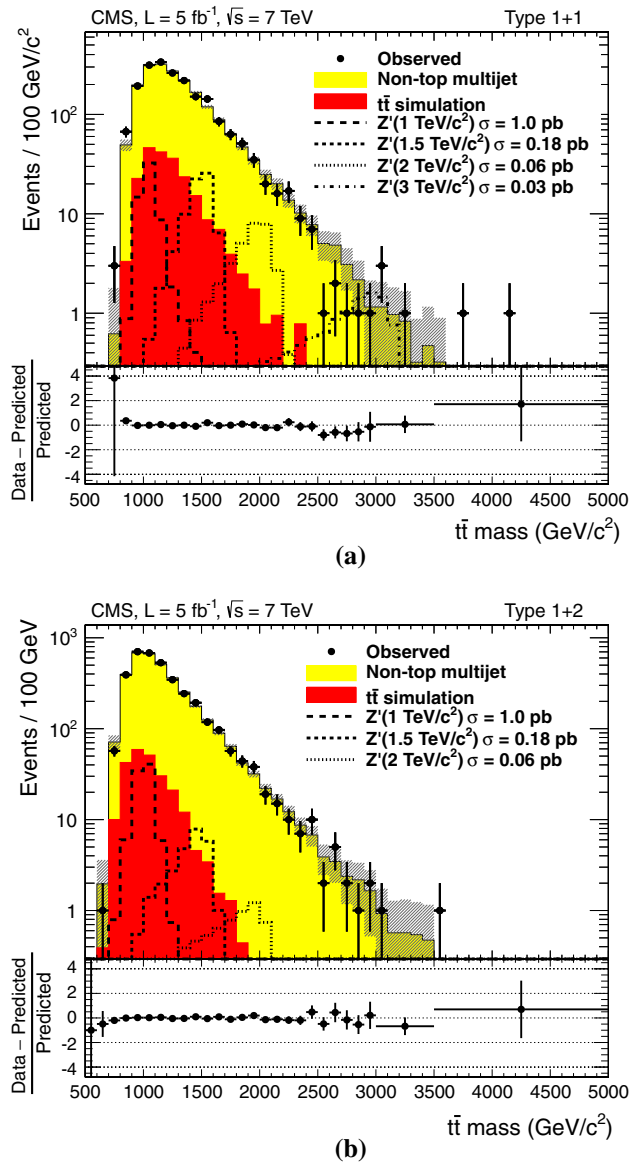 CMS, L = 5 fb⁻¹, √s = 7 TeV Type 1+1
Events / 100 GeV/c²
10²
10
1
Observed
Non-top multijet
tt̄ simulation
Z'(1 TeV/c²) σ = 1.0 pb
Z'(1.5 TeV/c²) σ = 0.18 pb
Z'(2 TeV/c²) σ = 0.06 pb
Z'(3 TeV/c²) σ = 0.03 pb
Data – Predicted
Predicted
4
2
0
-2
-4
500 1000 1500 2000 2500 3000 3500 4000 4500 5000
tt̄ mass (GeV/c²)
(a)
CMS, L = 5 fb⁻¹, √s = 7 TeV Type 1+2
Events / 100 GeV
10³
10²
10
1
Observed
Non-top multijet
tt̄ simulation
Z'(1 TeV/c²) σ = 1.0 pb
Z'(1.5 TeV/c²) σ = 0.18 pb
Z'(2 TeV/c²) σ = 0.06 pb
Data – Predicted
Predicted
4
2
0
-2
-4
500 1000 1500 2000 2500 3000 3500 4000 4500 5000
tt̄ mass (GeV/c²)
(b)